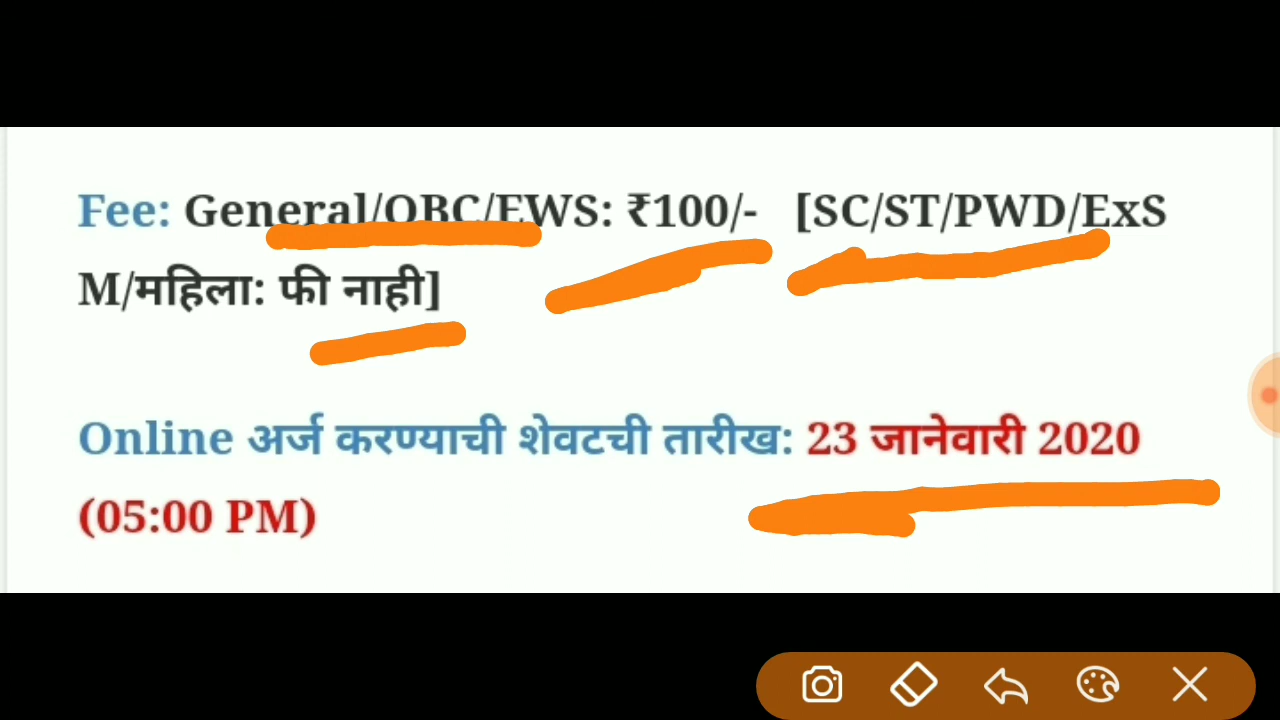 Fee: General/OBC/EWS: ₹100/- [SC/ST/PWD/ExS
M/महिला: फी नाही]
Online अर्ज करण्याची शेवटची तारीख: 23 जानेवारी 2020
(05:00 PM)